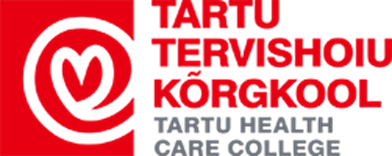 TARTU
TERVISHOIU
KÕRGKOOL
TARTU HEALTH
CARE COLLEGE